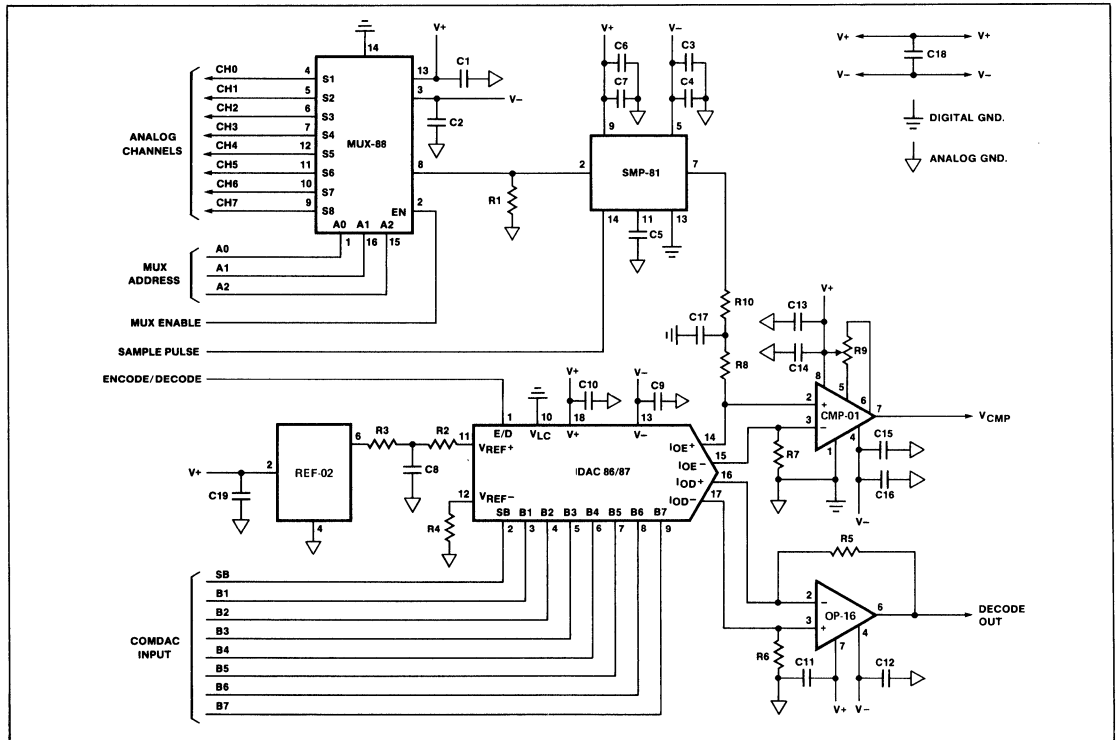 V+
V+
V-
V+ V+
14
C6
C3
C18
CH0 4 S1
13
C1
C7
C4
V- V-
CH1 5 S2
3
V-
CH2 6 S3
9
5
DIGITAL GND.
ANALOG CHANNELS
CH3 7 S4
C2
CH4 12 S5
MUX-88
ANALOG GND.
CH5 11 S6
8
2
SMP-81
7
CH6 10 S7
R1
CH7 9 S8
EN 2
A0 A1 A2
14 11 13
1 16 15
C5
MUX ADDRESS
A0
A1
A2
R10
V+
C13
MUX ENABLE
C17
SAMPLE PULSE
R8
C14
R9
ENCODE/DECODE
V+
V-
8 5
C10
C9
2 +
6
1 10 18 13
CMP-01
7
VCMP
E/D VLC V+ V-
14
3 -
4
6 R3 R2 11 VREF+
IOE+
15
R7
1
C15
V+ 2 REF-02
IOE-
16
C8
IDAC 86/87
IOD+
17
C16
C19
12 VREF-
IOD-
V-
4
R4
SB B1 B2 B3 B4 B5 B6 B7
2 3 4 5 6 7 8 9
R5
COMDAC INPUT
SB
B1
2 -
B2
OP-16
6
DECODE OUT
B3
3 +
4
B4
R6
7
B5
C11
C12
B6
B7
V+ V-